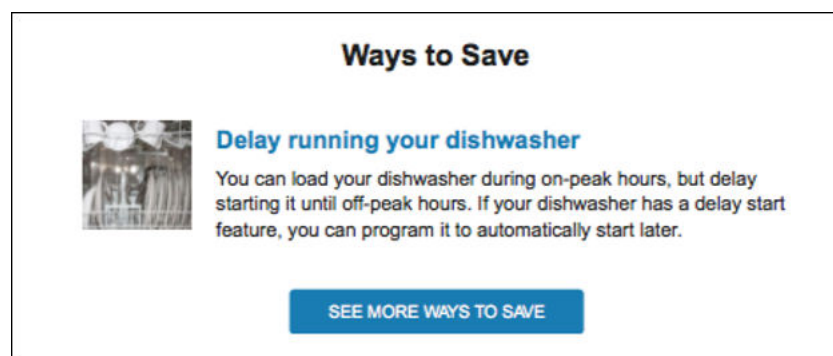 Ways to Save
Delay running your dishwasher
You can load your dishwasher during on-peak hours, but delay
starting it until off-peak hours. If your dishwasher has a delay start
feature, you can program it to automatically start later.
SEE MORE WAYS TO SAVE